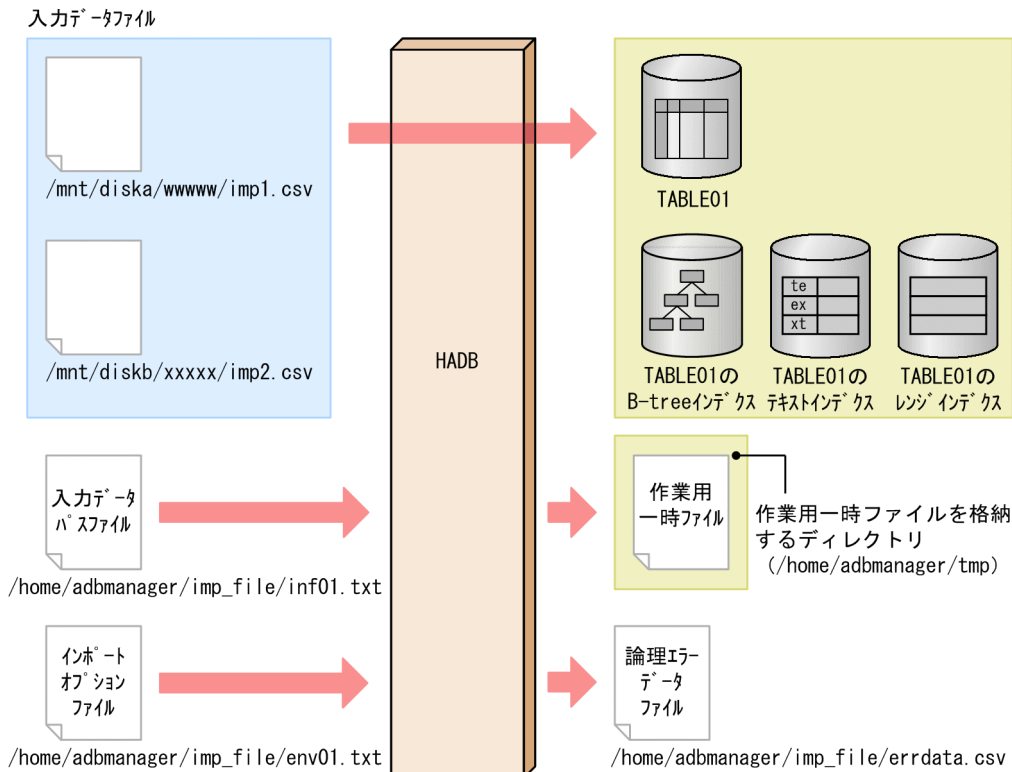 入力ﾃﾞｰﾀﾌｧｲﾙ
/mnt/diska/wwwww/imp1.csv
/mnt/diskb/xxxxx/imp2.csv
HADB
TABLE01
te
ex
xt
TABLE01の
B-treeｲﾝﾃﾞｸｽ
TABLE01の
ﾃｷｽﾄｲﾝﾃﾞｸｽ
TABLE01の
ﾚﾝｼﾞｲﾝﾃﾞｸｽ
入力ﾃﾞｰﾀ
ﾊﾟｽﾌｧｲﾙ
/home/adbmanager/imp_file/inf01.txt
作業用
一時ﾌｧｲﾙ
作業用一時ファイルを格納
するディレクトリ
（/home/adbmanager/tmp）
ｲﾝﾎﾟｰﾄ
ｵﾌﾟｼｮﾝ
ﾌｧｲﾙ
/home/adbmanager/imp_file/env01.txt
論理ｴﾗｰ
ﾃﾞｰﾀ
ﾌｧｲﾙ
/home/adbmanager/imp_file/errdata.csv